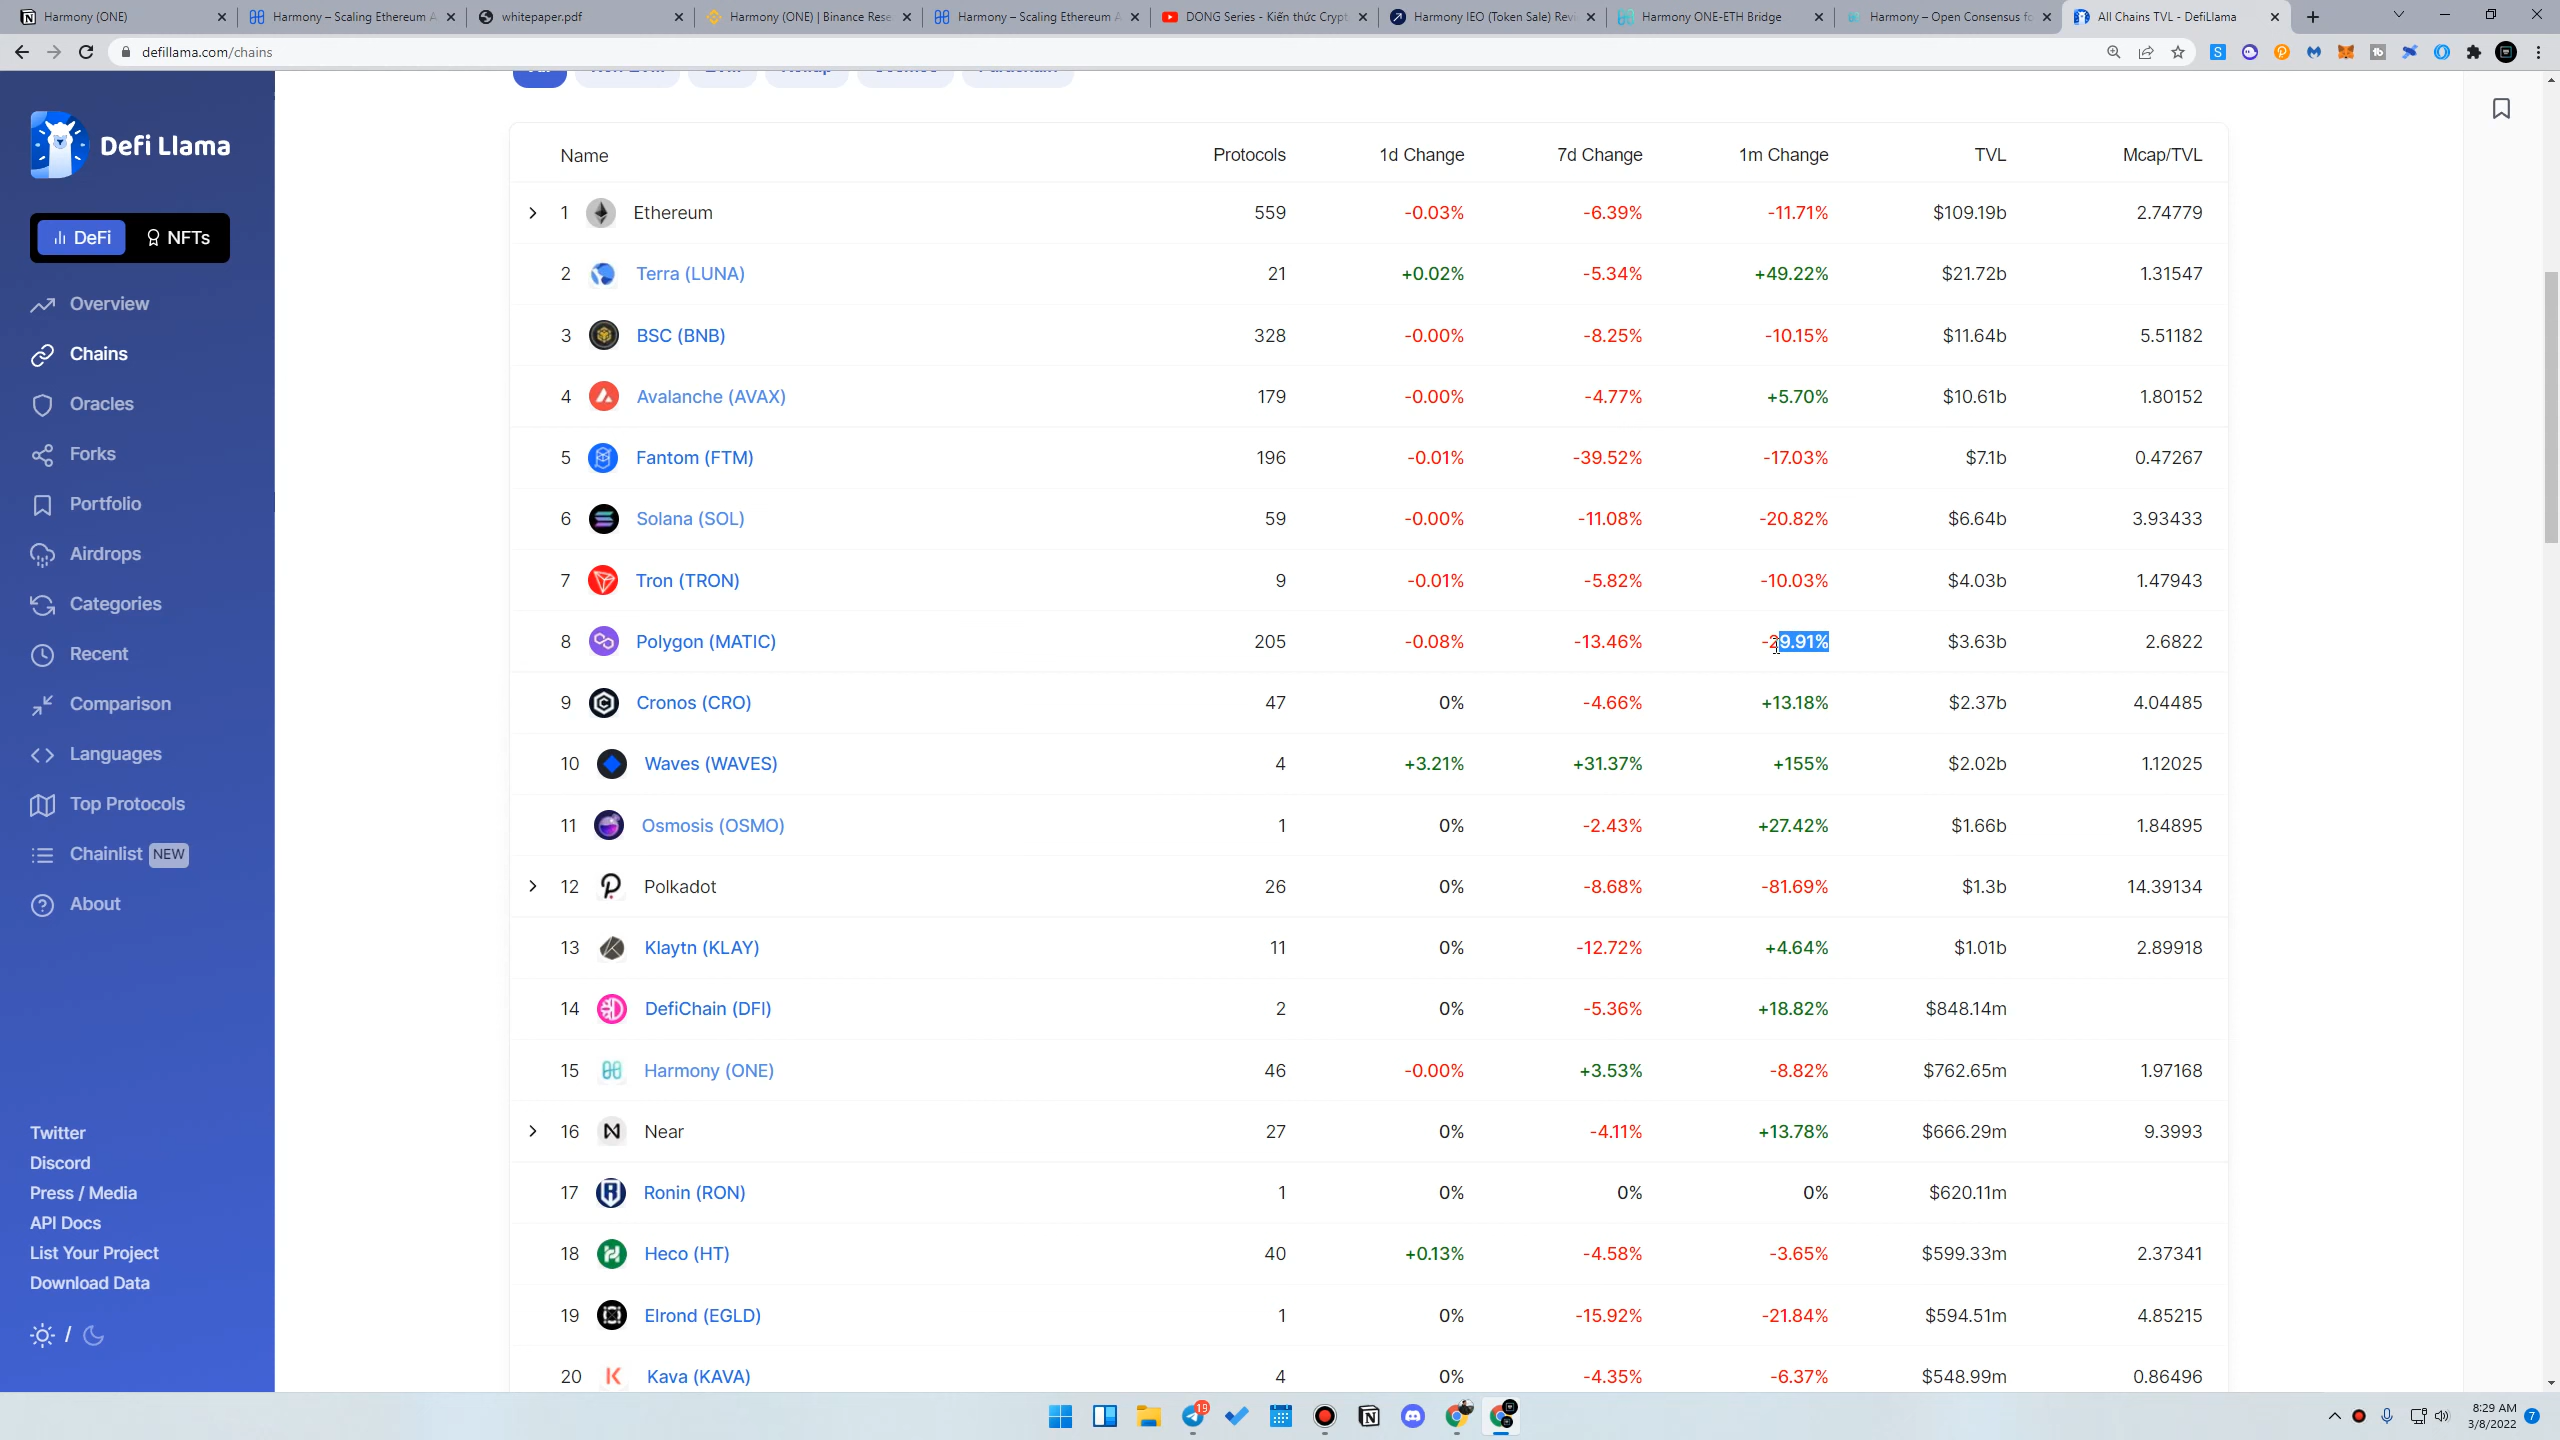 Harmony (ONE)
Harmony – Scaling Ethereum A
whitepaper.pdf
Harmony (ONE) | Binance Rese
Harmony – Scaling Ethereum A
DONG Series - Kiến thức Crypt
Harmony IEO (Token Sale) Revi
Harmony ONE-ETH Bridge
Harmony – Open Consensus fo
All Chains TVL - DefiLlama
defillama.com/chains
Defi Llama
DeFi NFTs
Overview
Chains
Oracles
Forks
Portfolio
Airdrops
Categories
Recent
Comparison
Languages
Top Protocols
Chainlist NEW
About
Twitter
Discord
Press / Media
API Docs
List Your Project
Download Data
/
Name Protocols 1d Change 7d Change 1m Change TVL Mcap/TVL
1 Ethereum 559 -0.03% -6.39% -11.71% $109.19b 2.74779
2 Terra (LUNA) 21 +0.02% -5.34% +49.22% $21.72b 1.31547
3 BSC (BNB) 328 -0.00% -8.25% -10.15% $11.64b 5.51182
4 Avalanche (AVAX) 179 -0.00% -4.77% +5.70% $10.61b 1.80152
5 Fantom (FTM) 196 -0.01% -39.52% -17.03% $7.1b 0.47267
6 Solana (SOL) 59 -0.00% -11.08% -20.82% $6.64b 3.93433
7 Tron (TRON) 9 -0.01% -5.82% -10.03% $4.03b 1.47943
8 Polygon (MATIC) 205 -0.08% -13.46% -29.91% $3.63b 2.6822
9 Cronos (CRO) 47 0% -4.66% +13.18% $2.37b 4.04485
10 Waves (WAVES) 4 +3.21% +31.37% +155% $2.02b 1.12025
11 Osmosis (OSMO) 1 0% -2.43% +27.42% $1.66b 1.84895
12 Polkadot 26 0% -8.68% -81.69% $1.3b 14.39134
13 Klaytn (KLAY) 11 0% -12.72% +4.64% $1.01b 2.89918
14 DefiChain (DFI) 2 0% -5.36% +18.82% $848.14m
15 Harmony (ONE) 46 -0.00% +3.53% -8.82% $762.65m 1.97168
16 Near 27 0% -4.11% +13.78% $666.29m 9.3993
17 Ronin (RON) 1 0% 0% 0% $620.11m
18 Heco (HT) 40 +0.13% -4.58% -3.65% $599.33m 2.37341
19 Elrond (EGLD) 1 0% -15.92% -21.84% $594.51m 4.85215
20 Kava (KAVA) 4 0% -4.35% -6.37% $548.99m 0.86496
19
8:29 AM
3/8/2022
7